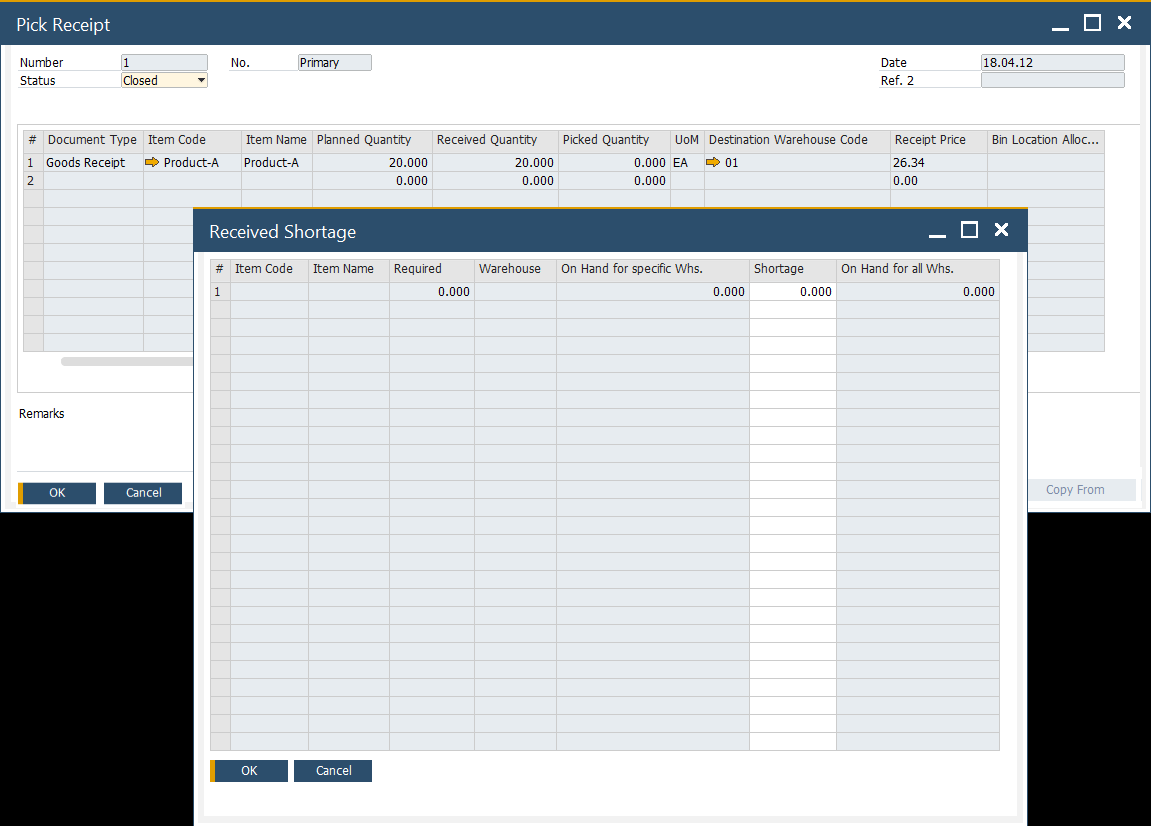 Pick Receipt
Number 1 No. Primary Date 18.04.12
Status Closed Ref. 2
# Document Type Item Code Item Name Planned Quantity Received Quantity Picked Quantity UoM Destination Warehouse Code Receipt Price Bin Location Alloc...
1 Goods Receipt Product-A Product-A 20.000 20.000 0.000 EA 01 26.34
2 0.000 0.000 0.000 0.00
Received Shortage
# Item Code Item Name Required Warehouse On Hand for specific Whs. Shortage On Hand for all Whs.
1 0.000 0.000 0.000 0.000
Remarks
OK Cancel Copy From
OK Cancel